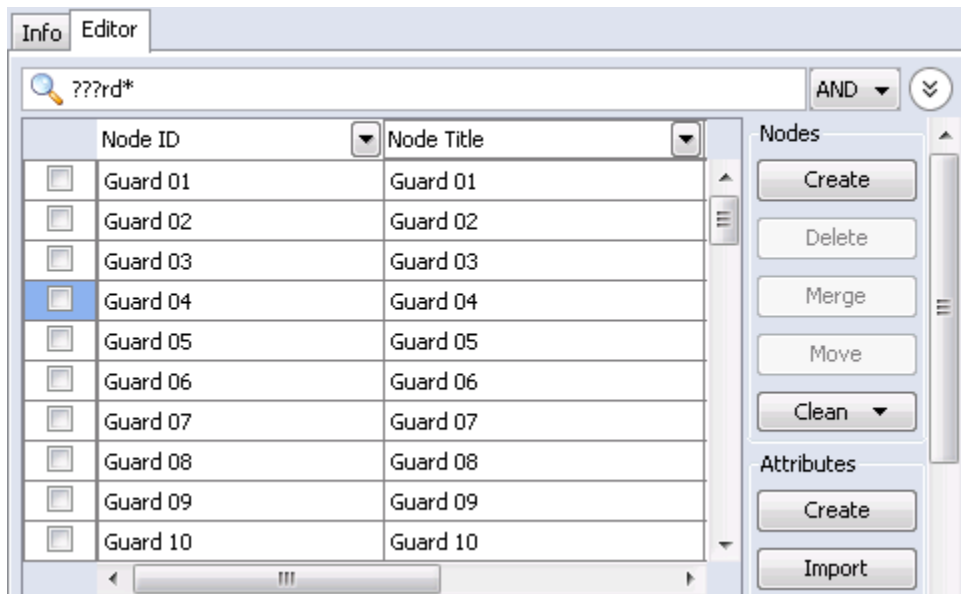 Info Editor
???rd* AND
Node ID Node Title
Guard 01 Guard 01
Guard 02 Guard 02
Guard 03 Guard 03
Guard 04 Guard 04
Guard 05 Guard 05
Guard 06 Guard 06
Guard 07 Guard 07
Guard 08 Guard 08
Guard 09 Guard 09
Guard 10 Guard 10
Nodes
Create
Delete
Merge
Move
Clean
Attributes
Create
Import